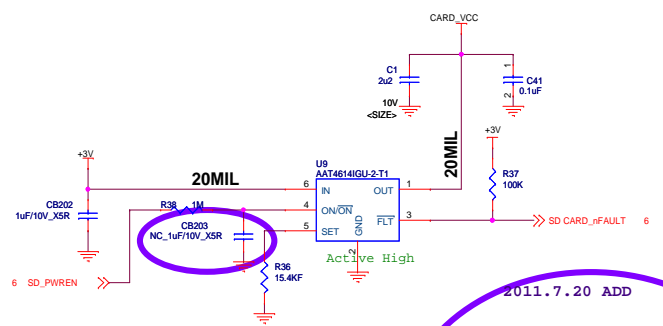 CARD_VCC
C1
2u2
10V
<SIZE>
1
2
C41
0.1uF
+3V
20MIL
20MIL
U9
AAT4614IGU-2-T1
+3V
R37
100K
CB202
1uF/10V_X5R
R38 1M
6 IN OUT 1
4 ON/ON
5 SET FLT 3
GND
2
SD CARD_nFAULT 6
CB203
NC_1uF/10V_X5R
Active High
R36
15.4KF
6 SD_PWREN
2011.7.20 ADD